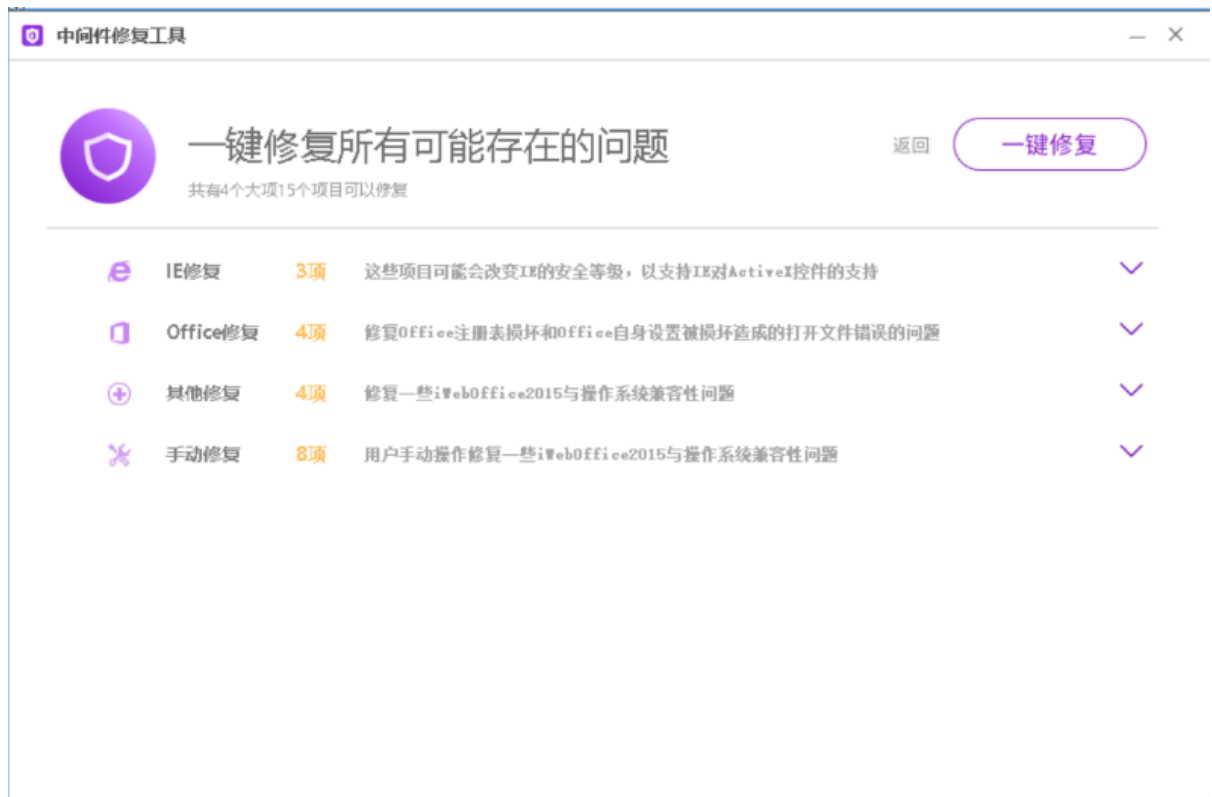 中间件修复工具
一键修复所有可能存在的问题
返回
一键修复
共有4个大项15个项目可以修复
IE修复 3项 这些项目可能会改变IE的安全等级，以支持IE对ActiveX控件的支持
Office修复 4项 修复Office注册表损坏和Office自身设置被损坏造成的打开文件错误的问题
其他修复 4项 修复一些iWebOffice2015与操作系统兼容性问题
手动修复 8项 用户手动操作修复一些iWebOffice2015与操作系统兼容性问题